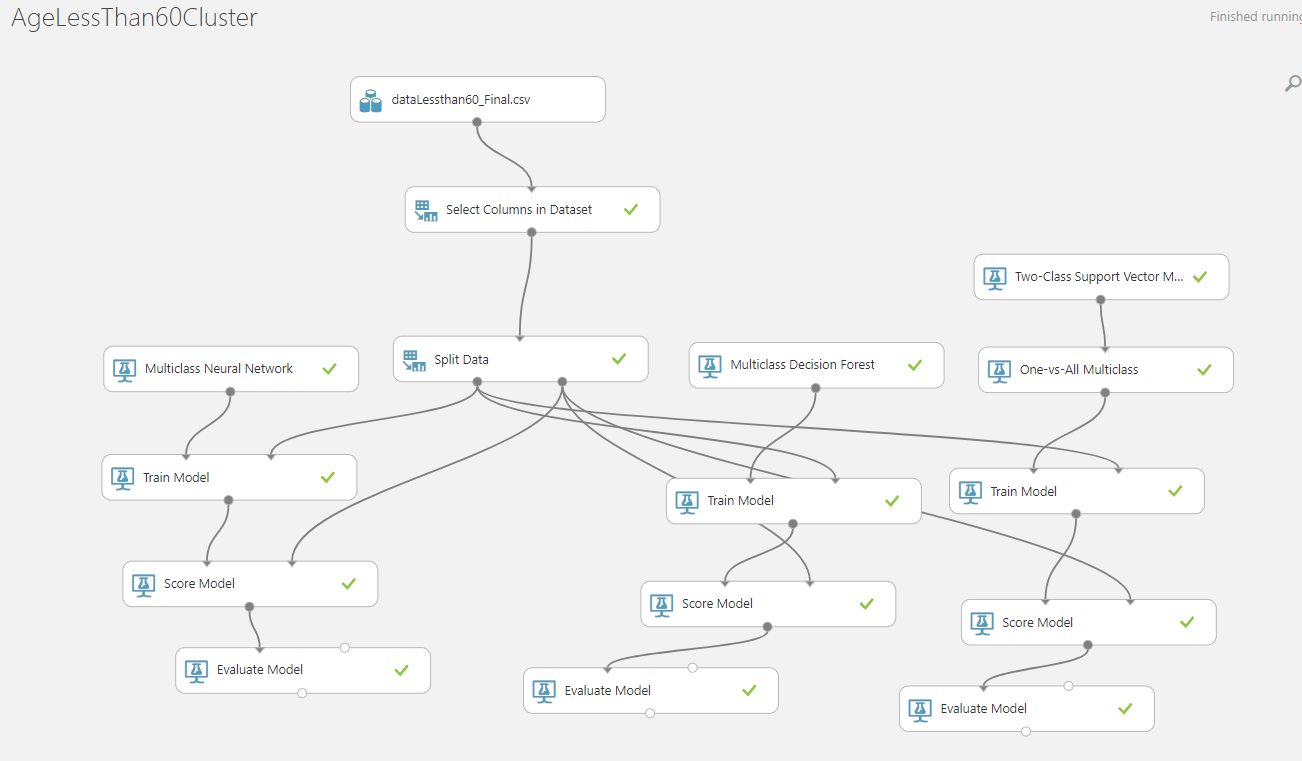 AgeLessThan60Cluster
Finished running
dataLessthan60_Final.csv
Select Columns in Dataset
Two-Class Support Vector M...
Multiclass Neural Network
Split Data
Multiclass Decision Forest
One-vs-All Multiclass
Train Model
Train Model
Train Model
Score Model
Score Model
Score Model
Evaluate Model
Evaluate Model
Evaluate Model